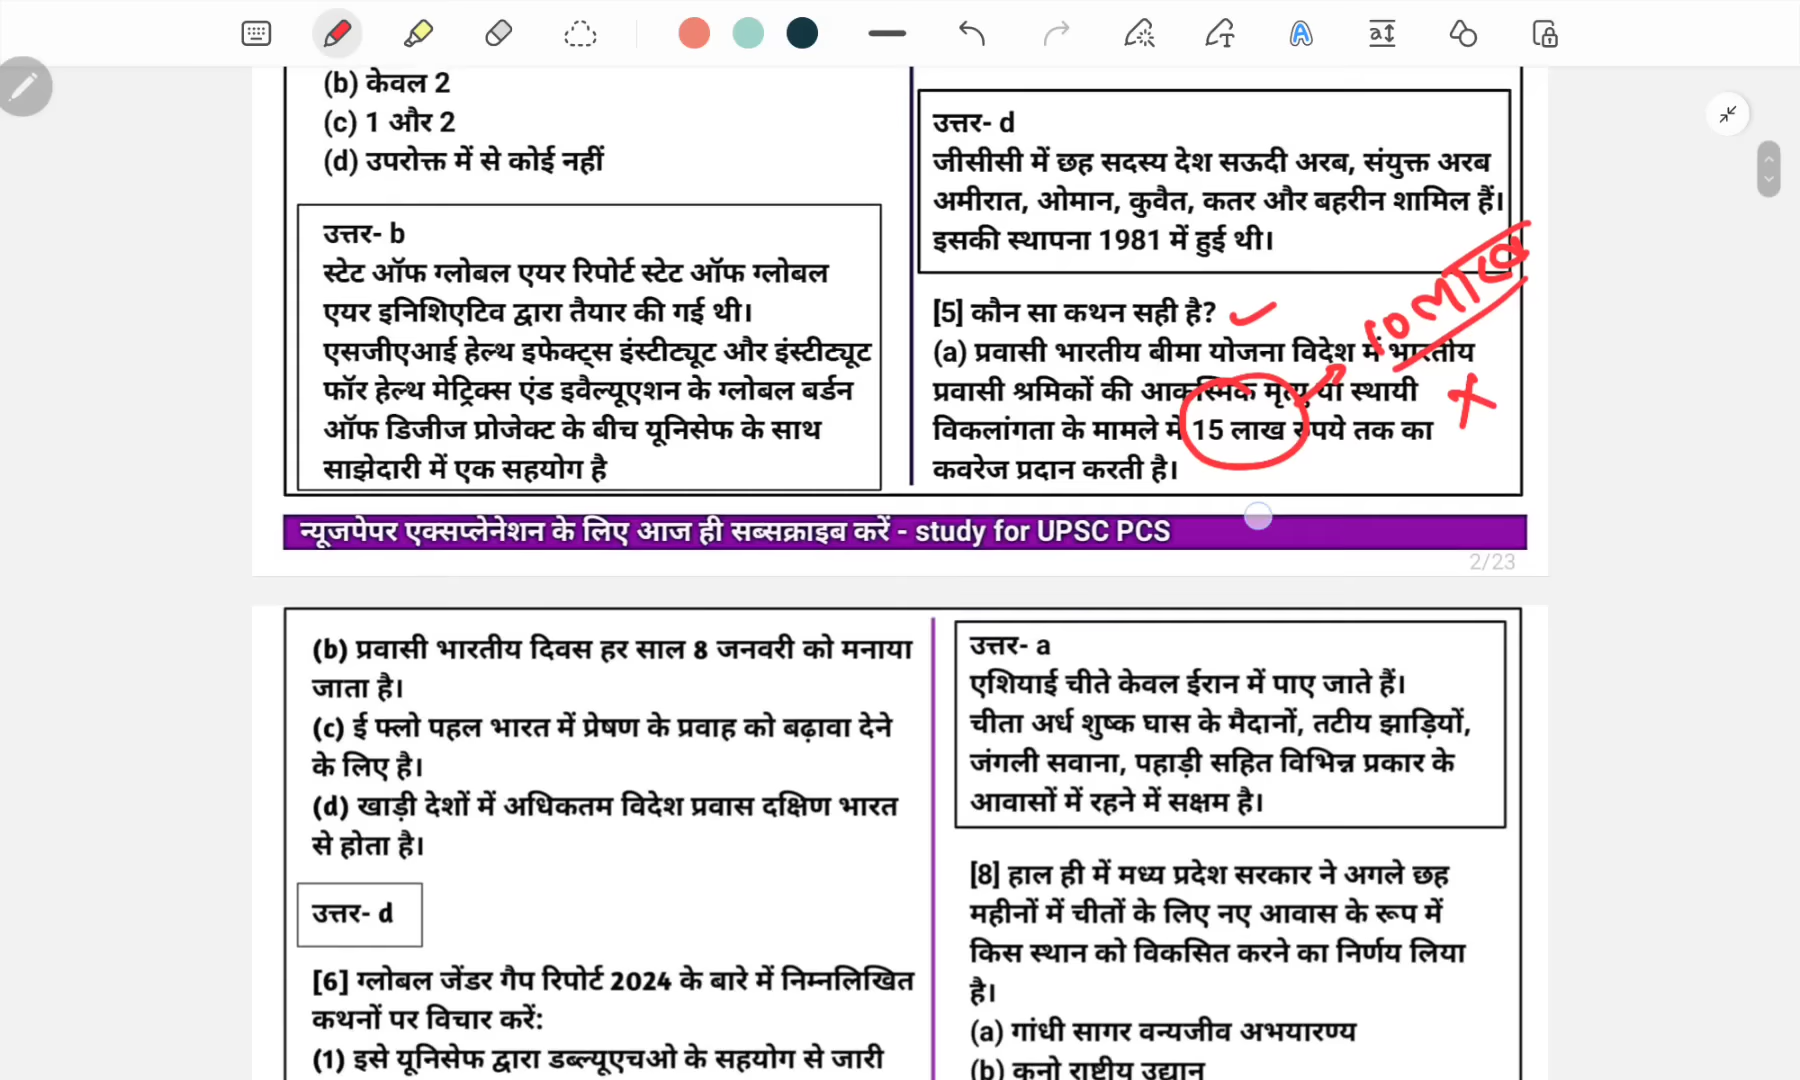 (b) केवल 2
(c) 1 और 2
(d) उपरोक्त में से कोई नहीं
उत्तर- b
स्टेट ऑफ ग्लोबल एयर रिपोर्ट स्टेट ऑफ ग्लोबल
एयर इनिशिएटिव द्वारा तैयार की गई थी।
एसजीएआई हेल्थ इफेक्ट्स इंस्टीट्यूट और इंस्टीट्यूट
फॉर हेल्थ मेट्रिक्स एंड इवैल्यूएशन के ग्लोबल बर्डन
ऑफ डिजीज प्रोजेक्ट के बीच यूनिसेफ के साथ
साझेदारी में एक सहयोग है
उत्तर- d
जीसीसी में छह सदस्य देश सऊदी अरब, संयुक्त अरब
अमीरात, ओमान, कुवैत, कतर और बहरीन शामिल हैं।
इसकी स्थापना 1981 में हुई थी।
[5] कौन सा कथन सही है?
(a) प्रवासी भारतीय बीमा योजना विदेश में भारतीय
प्रवासी श्रमिकों की आकस्मिक मृत्यु या स्थायी
विकलांगता के मामले में 15 लाख रुपये तक का
कवरेज प्रदान करती है।
10 लाख
न्यूजपेपर एक्सप्लेनेशन के लिए आज ही सब्सक्राइब करें - study for UPSC PCS
2/23
(b) प्रवासी भारतीय दिवस हर साल 8 जनवरी को मनाया
जाता है।
(c) ई फ्लो पहल भारत में प्रेषण के प्रवाह को बढ़ावा देने
के लिए है।
(d) खाड़ी देशों में अधिकतम विदेश प्रवास दक्षिण भारत
से होता है।
उत्तर- d
[6] ग्लोबल जेंडर गैप रिपोर्ट 2024 के बारे में निम्नलिखित
कथनों पर विचार करें:
(1) इसे यूनिसेफ द्वारा डब्ल्यूएचओ के सहयोग से जारी
उत्तर- a
एशियाई चीते केवल ईरान में पाए जाते हैं।
चीता अर्ध शुष्क घास के मैदानों, तटीय झाड़ियों,
जंगली सवाना, पहाड़ी सहित विभिन्न प्रकार के
आवासों में रहने में सक्षम है।
[8] हाल ही में मध्य प्रदेश सरकार ने अगले छह
महीनों में चीतों के लिए नए आवास के रूप में
किस स्थान को विकसित करने का निर्णय लिया
है।
(a) गांधी सागर वन्यजीव अभयारण्य
(b) कुनो राष्ट्रीय उद्यान